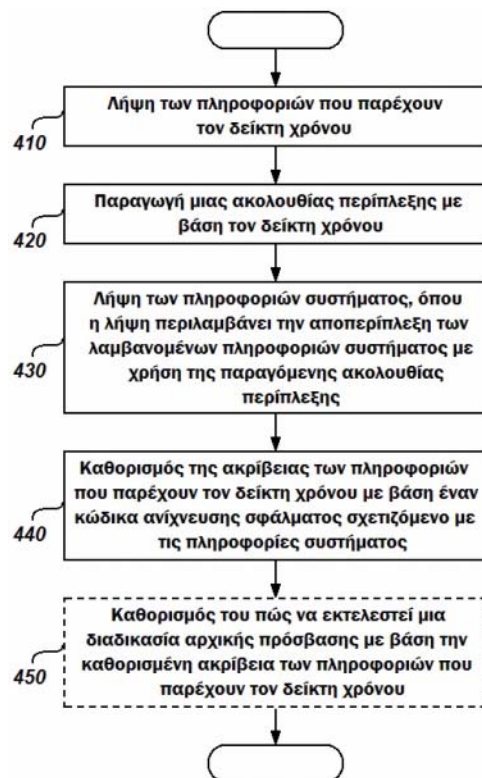 Λήψη των πληροφοριών που παρέχουν
τον δείκτη χρόνου
410
Παραγωγή μιας ακολουθίας περίπλεξης με
βάση τον δείκτη χρόνου
420
Λήψη των πληροφοριών συστήματος, όπου
η λήψη περιλαμβάνει την αποπερίπλεξη των
λαμβανομένων πληροφοριών συστήματος με
χρήση της παραγόμενης ακολουθίας
περίπλεξης
430
Καθορισμός της ακρίβειας των πληροφοριών
που παρέχουν τον δείκτη χρόνου με βάση έναν
κώδικα ανίχνευσης σφάλματος σχετιζόμενο με
τις πληροφορίες συστήματος
440
Καθορισμός του πώς να εκτελεστεί μια
διαδικασία αρχικής πρόσβασης με βάση την
καθορισμένη ακρίβεια των πληροφοριών που
παρέχουν τον δείκτη χρόνου
450